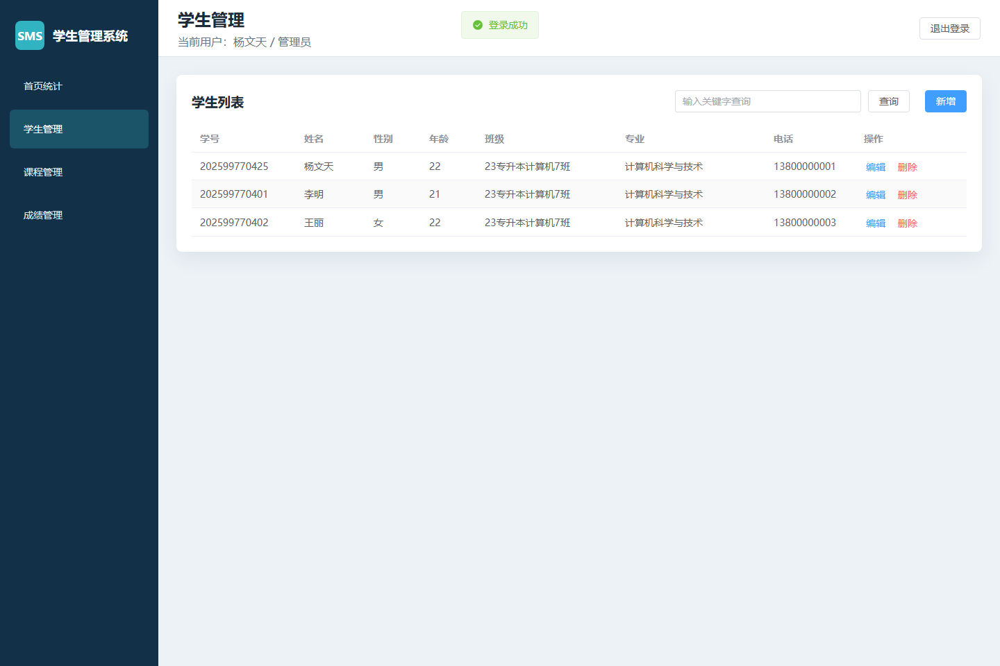 SMS 学生管理系统
首页统计
学生管理
课程管理
成绩管理
学生管理
当前用户：杨文天 / 管理员
登录成功
退出登录
学生列表
输入关键字查询 查询 新增
学号 姓名 性别 年龄 班级 专业 电话 操作
202599770425 杨文天 男 22 23专升本计算机7班 计算机科学与技术 13800000001 编辑 删除
202599770401 李明 男 21 23专升本计算机7班 计算机科学与技术 13800000002 编辑 删除
202599770402 王丽 女 22 23专升本计算机7班 计算机科学与技术 13800000003 编辑 删除